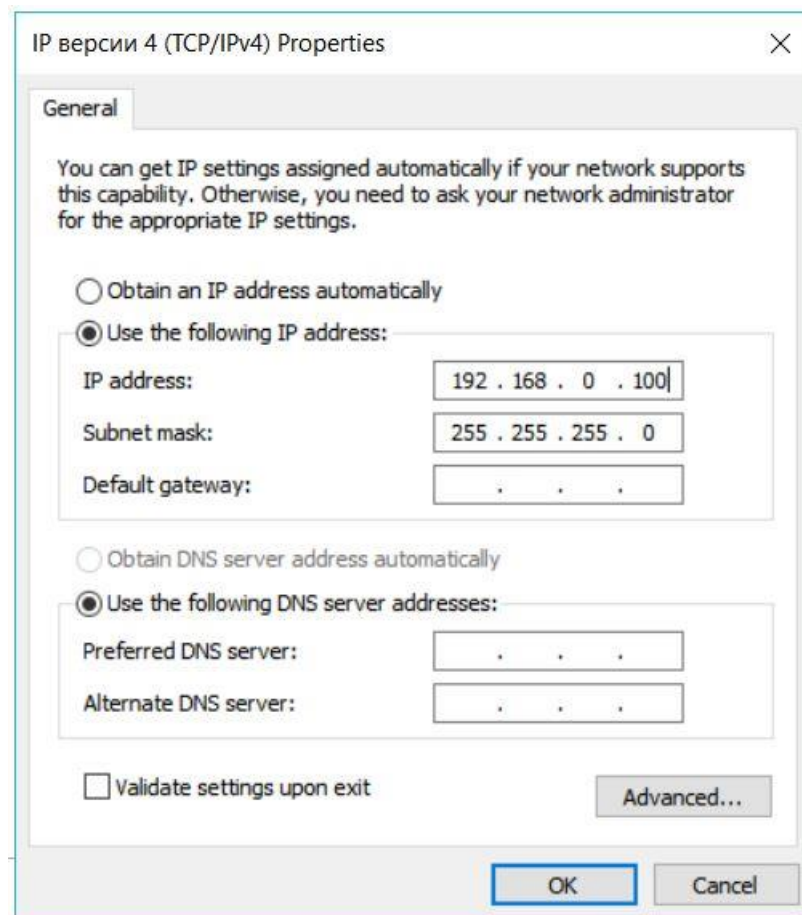 IP версии 4 (TCP/IPv4) Properties
General
You can get IP settings assigned automatically if your network supports
this capability. Otherwise, you need to ask your network administrator
for the appropriate IP settings.
Obtain an IP address automatically
Use the following IP address:
IP address: 192 . 168 . 0 . 100
Subnet mask: 255 . 255 . 255 . 0
Default gateway: . . .
Obtain DNS server address automatically
Use the following DNS server addresses:
Preferred DNS server: . . .
Alternate DNS server: . . .
Validate settings upon exit
Advanced...
OK Cancel